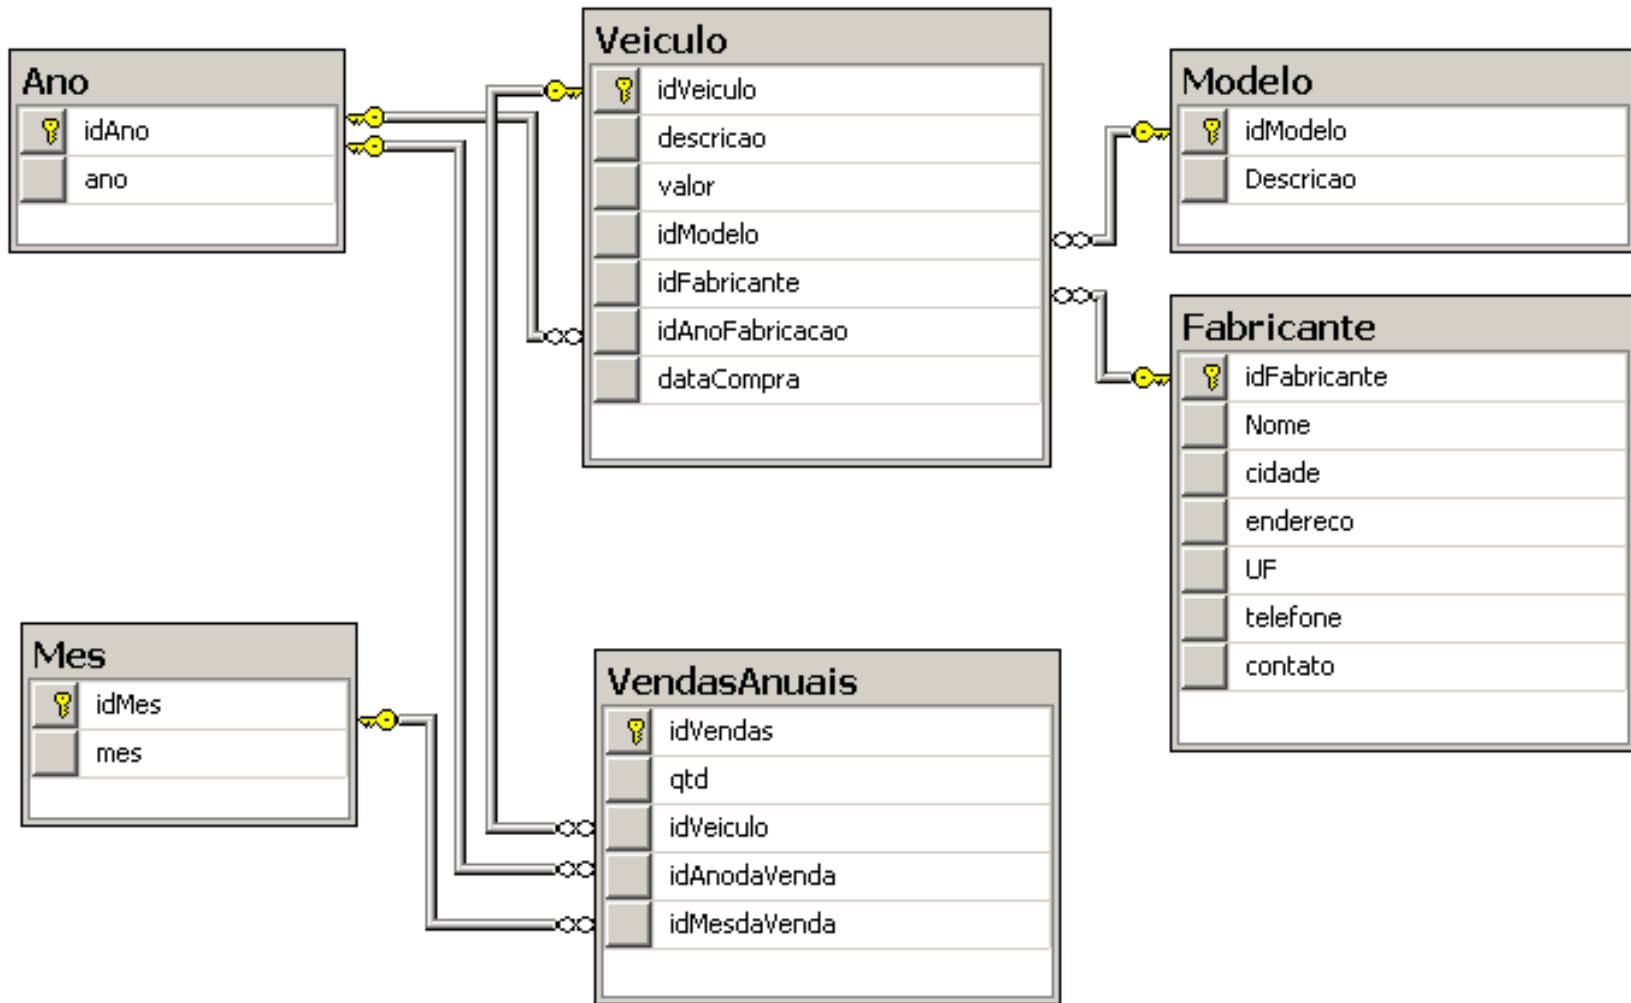 Ano
idAno
ano
Veiculo
idVeiculo
descricao
valor
idModelo
idFabricante
idAnoFabricacao
dataCompra
Modelo
idModelo
Descricao
Fabricante
idFabricante
Nome
cidade
endereco
UF
telefone
contato
Mes
idMes
mes
VendasAnuais
idVendas
qtd
idVeiculo
idAnodaVenda
idMesdaVenda